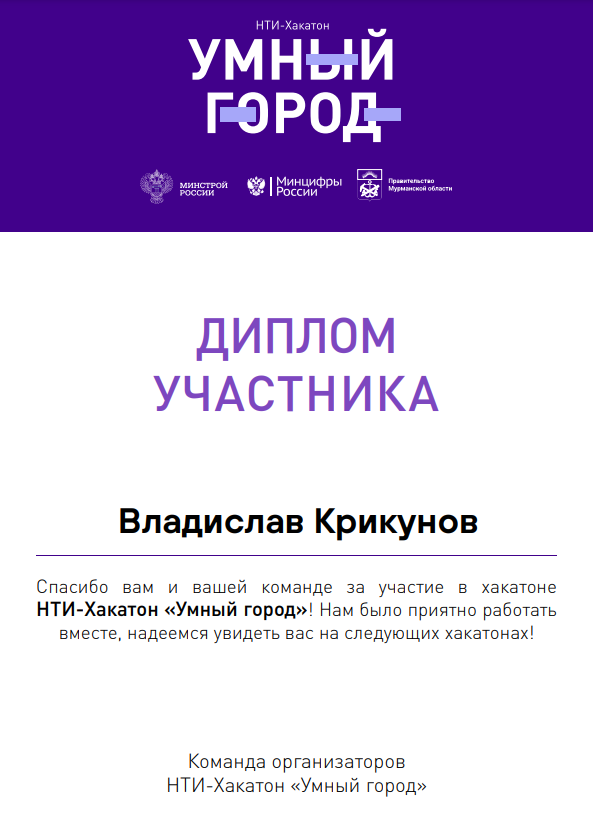 НТИ-Хакатон
УМНЫЙ
ГОРОД
МИНСТРОЙ
РОССИИ
Минцифры
России
Правительство
Мурманской области
ДИПЛОМ
УЧАСТНИКА
Владислав Крикунов
Спасибо вам и вашей команде за участие в хакатоне
НТИ-Хакатон «Умный город»! Нам было приятно работать
вместе, надеемся увидеть вас на следующих хакатонах!
Команда организаторов
НТИ-Хакатон «Умный город»